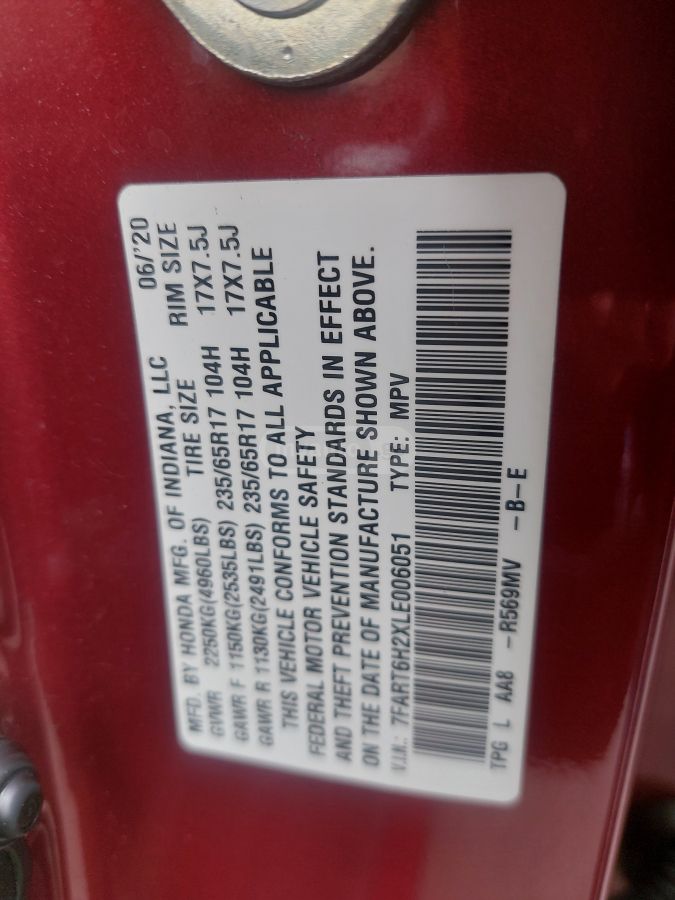 MFD. BY HONDA MFG. OF INDIANA, LLC 06/'20
GVWR 2250KG(4960LBS) TIRE SIZE RIM SIZE
GAWR F 1150KG(2535LBS) 235/65R17 104H 17X7.5J
GAWR R 1130KG(2491LBS) 235/65R17 104H 17X7.5J
THIS VEHICLE CONFORMS TO ALL APPLICABLE
FEDERAL MOTOR VEHICLE SAFETY
AND THEFT PREVENTION STANDARDS IN EFFECT
ON THE DATE OF MANUFACTURE SHOWN ABOVE.
V.I.N.: 7FART6H2XLE006051 TYPE: MPV
TPG L AA8 -R569MV -B-E